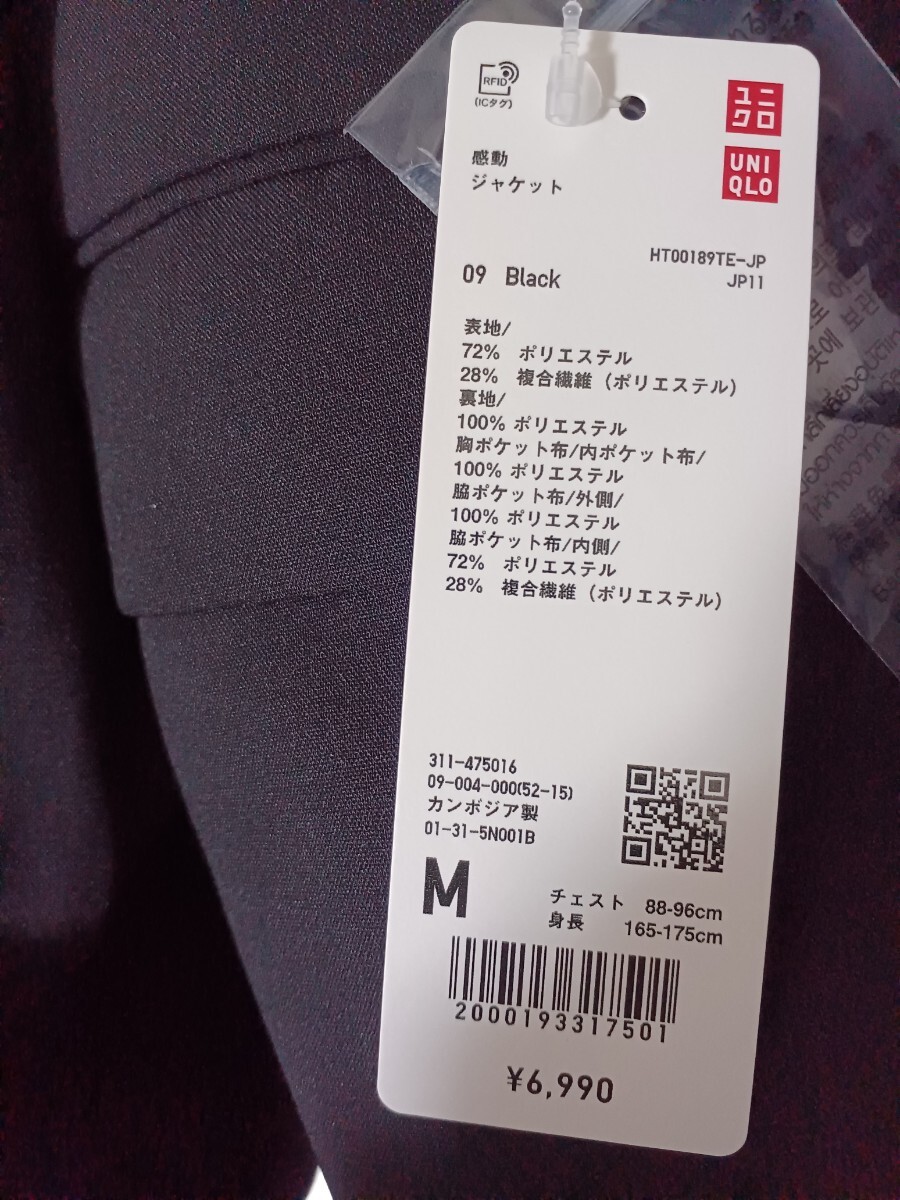 RFID
(ICタグ)
ユニ
クロ
UNI
QLO
感動
ジャケット
HT00189TE-JP
JP11
09 Black
表地/
72% ポリエステル
28% 複合繊維(ポリエステル)
裏地/
100% ポリエステル
胸ポケット布/内ポケット布/
100% ポリエステル
脇ポケット布/外側/
100% ポリエステル
脇ポケット布/内側/
72% ポリエステル
28% 複合繊維(ポリエステル)
311-475016
09-004-000(52-15)
カンボジア製
01-31-5N001B
M
チェスト 88-96cm
身長 165-175cm
2000193317501
¥6,990